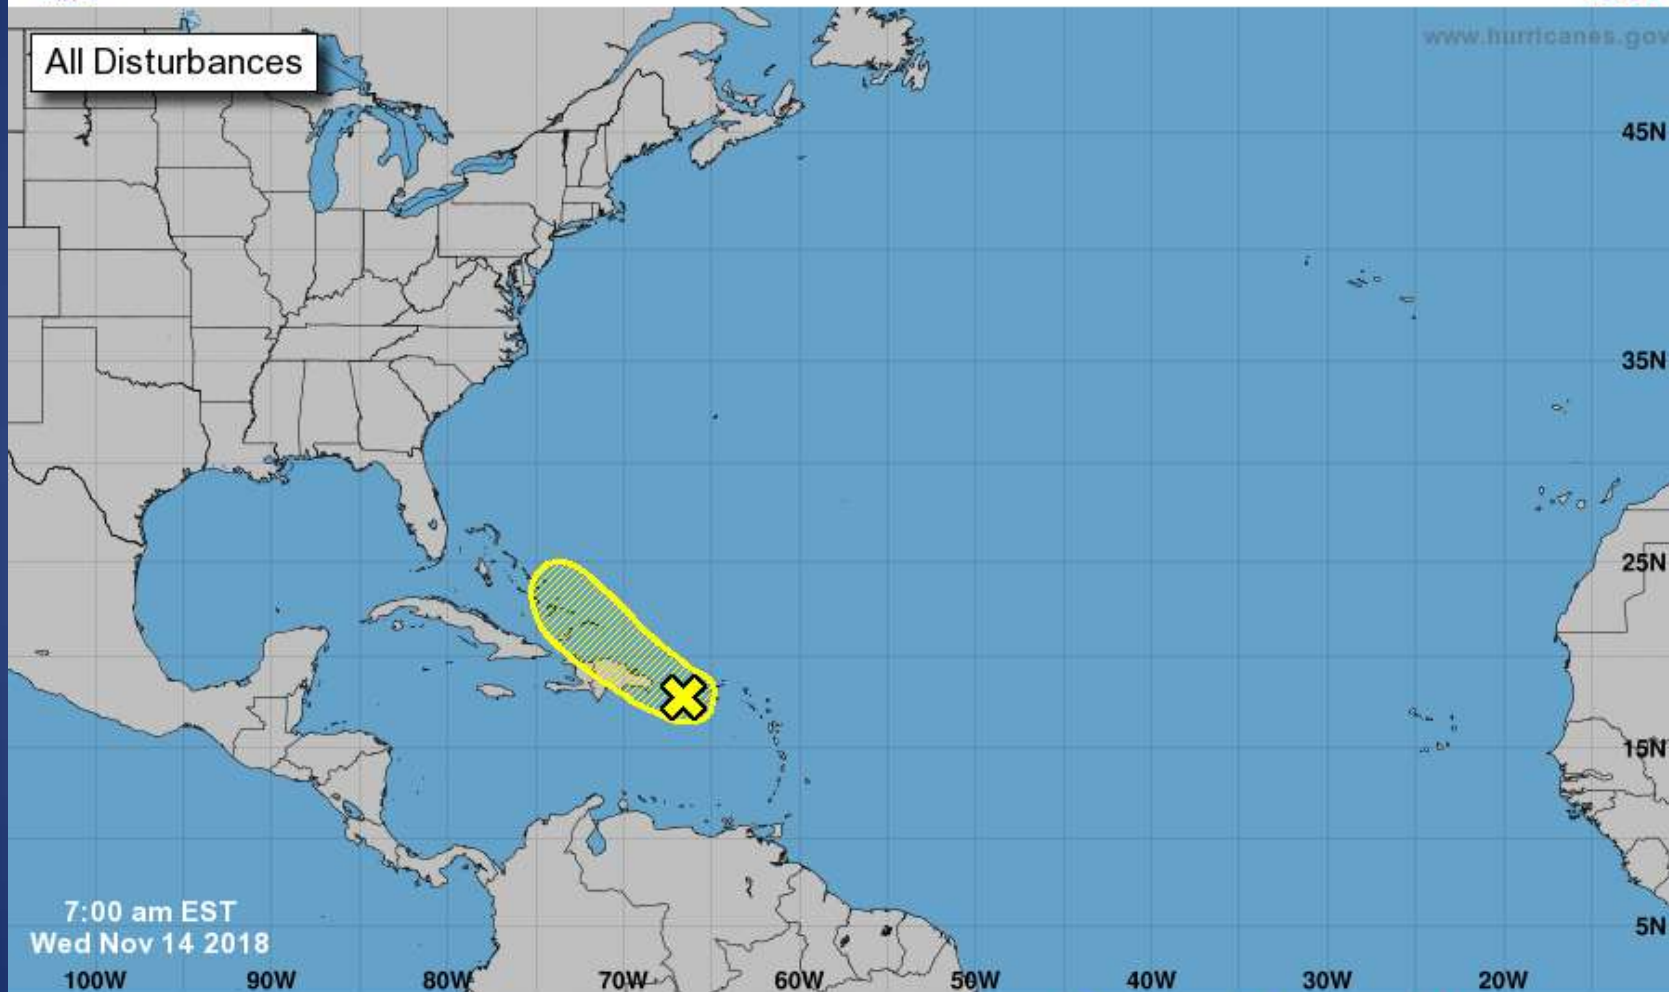 All Disturbances
www.hurricanes.gov
45N
35N
25N
15N
5N
7:00 am EST
Wed Nov 14 2018
100W 90W 80W 70W 60W 50W 40W 30W 20W